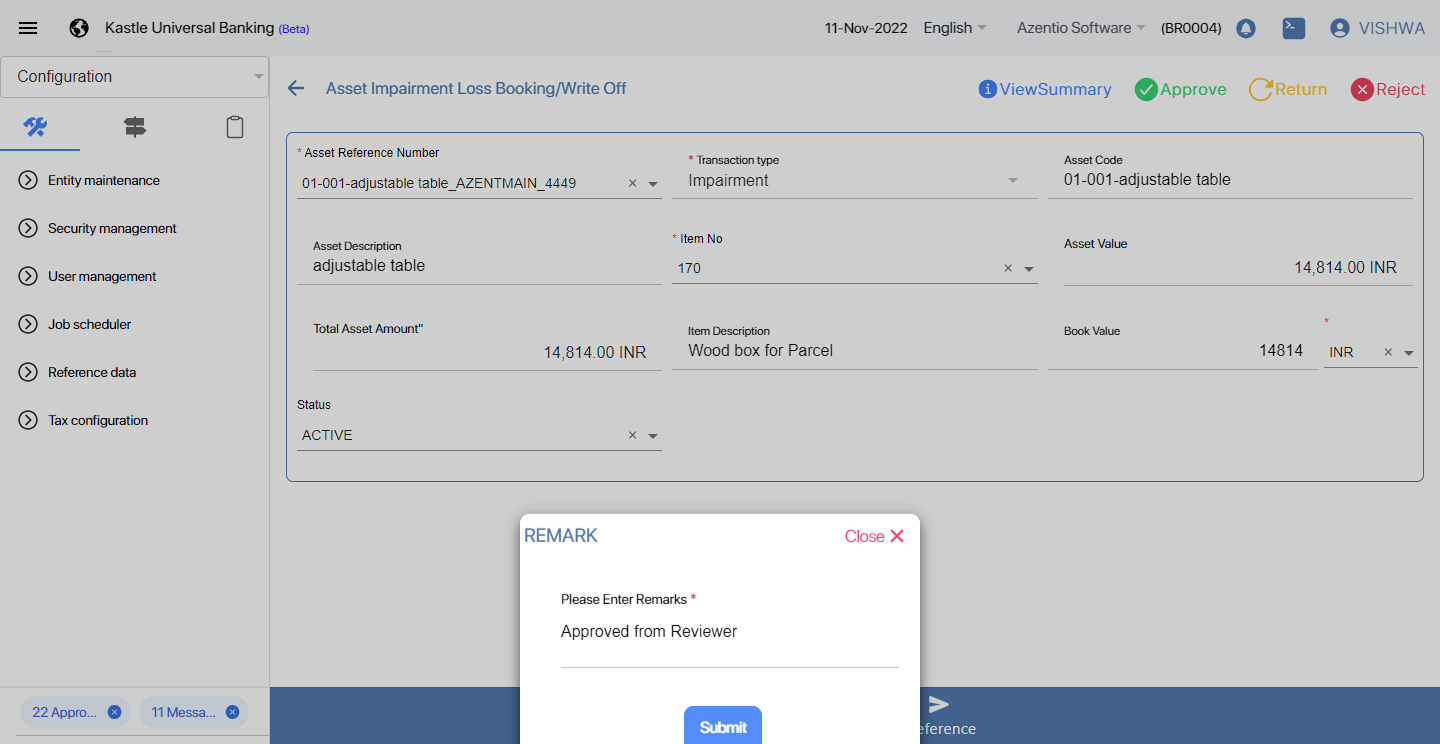 Kastle Universal Banking (Beta)
11-Nov-2022
English
Azentio Software
(BR0004)
VISHWA
Configuration
Asset Impairment Loss Booking/Write Off
ViewSummary
Approve
Return
Reject
Entity maintenance
Security management
User management
Job scheduler
Reference data
Tax configuration
* Asset Reference Number
01-001-adjustable table_AZENTMAIN_4449
* Transaction type
Impairment
Asset Code
01-001-adjustable table
Asset Description
adjustable table
* Item No
170
Asset Value
14,814.00 INR
Total Asset Amount"
14,814.00 INR
Item Description
Wood box for Parcel
Book Value
14814
*
INR
Status
ACTIVE
REMARK
Close
Please Enter Remarks *
Approved from Reviewer
Submit
22 Appro...
11 Messa...
eference